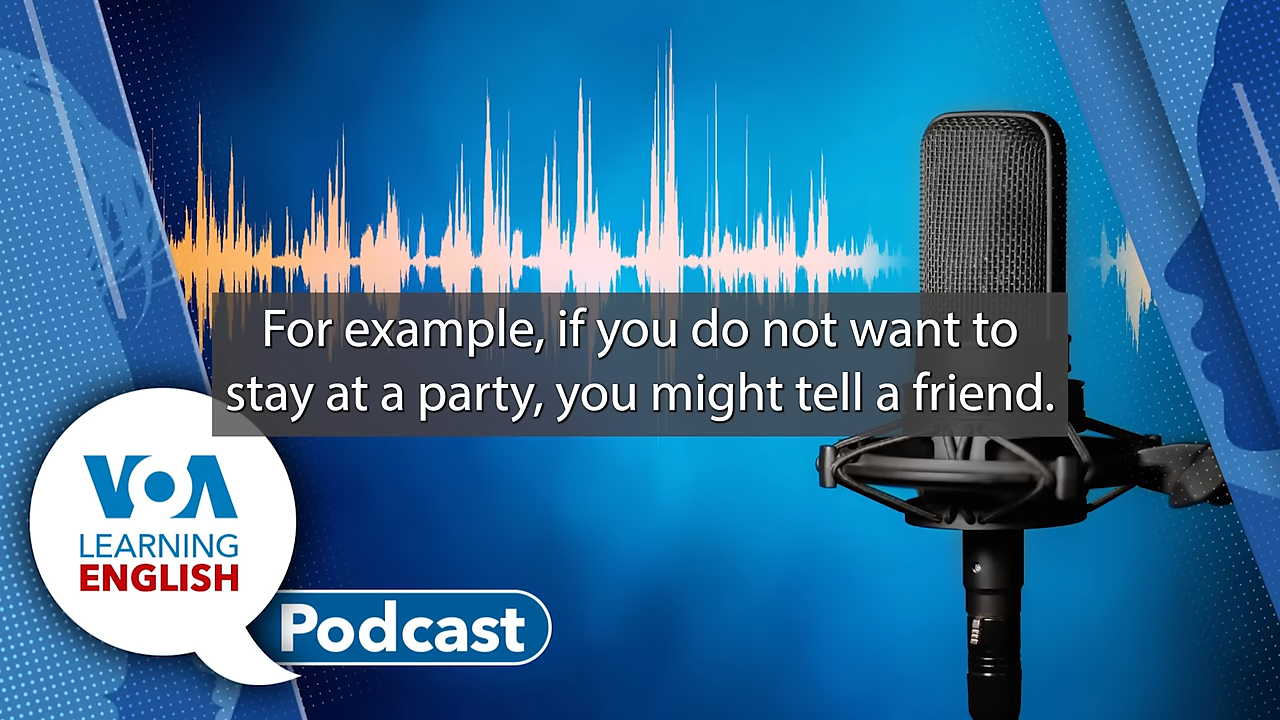 For example, if you do not want to
stay at a party, you might tell a friend.
VOA
LEARNING
ENGLISH
Podcast